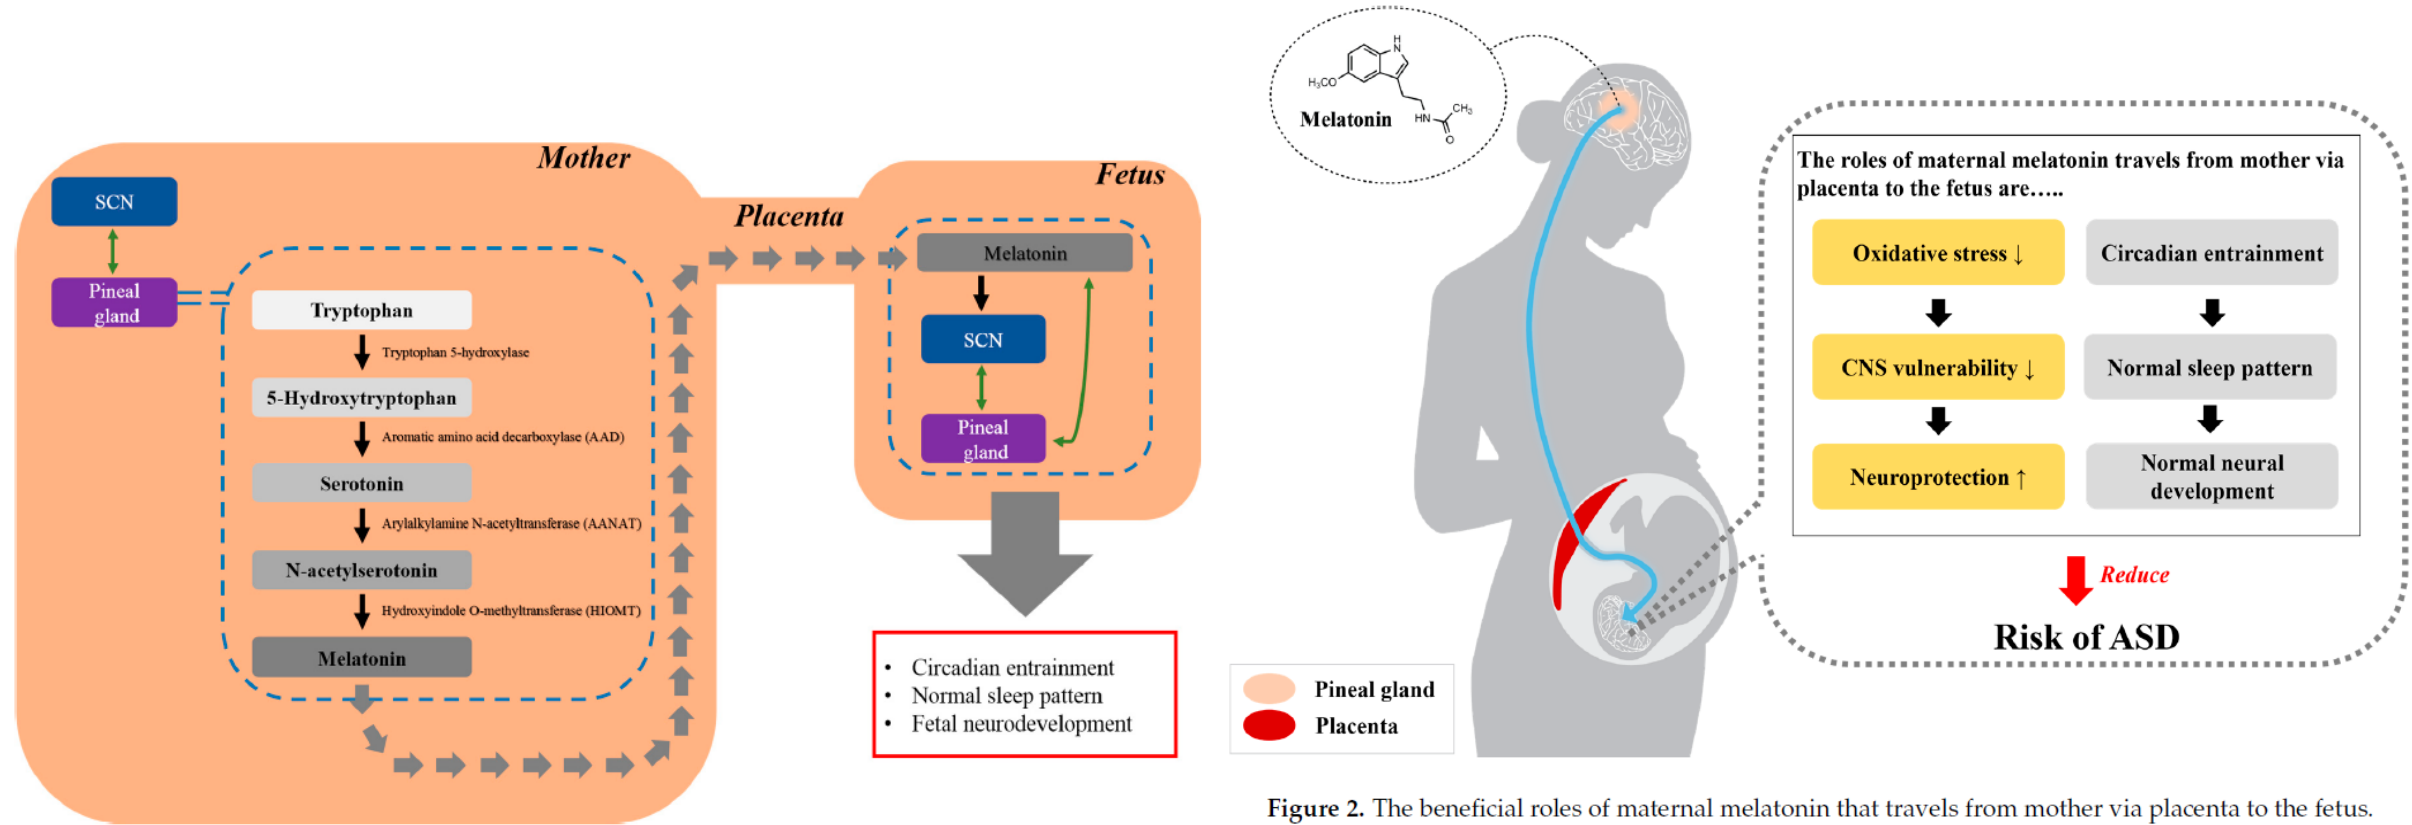 Mother
SCN
Pineal
gland
Tryptophan
Tryptophan 5-hydroxylase
5-Hydroxytryptophan
Aromatic amino acid decarboxylase (AAD)
Serotonin
Arylalkylamine N-acetyltransferase (AANAT)
N-acetylserotonin
Hydroxyindole O-methyltransferase (HIOMT)
Melatonin
Placenta
Fetus
Melatonin
SCN
Pineal
gland
• Circadian entrainment
• Normal sleep pattern
• Fetal neurodevelopment
H
N
H₃CO
CH₃
HN
O
Melatonin
Pineal gland
Placenta
The roles of maternal melatonin travels from mother via
placenta to the fetus are…..
Oxidative stress ↓
CNS vulnerability ↓
Neuroprotection ↑
Circadian entrainment
Normal sleep pattern
Normal neural
development
Reduce
Risk of ASD
Figure 2. The beneficial roles of maternal melatonin that travels from mother via placenta to the fetus.